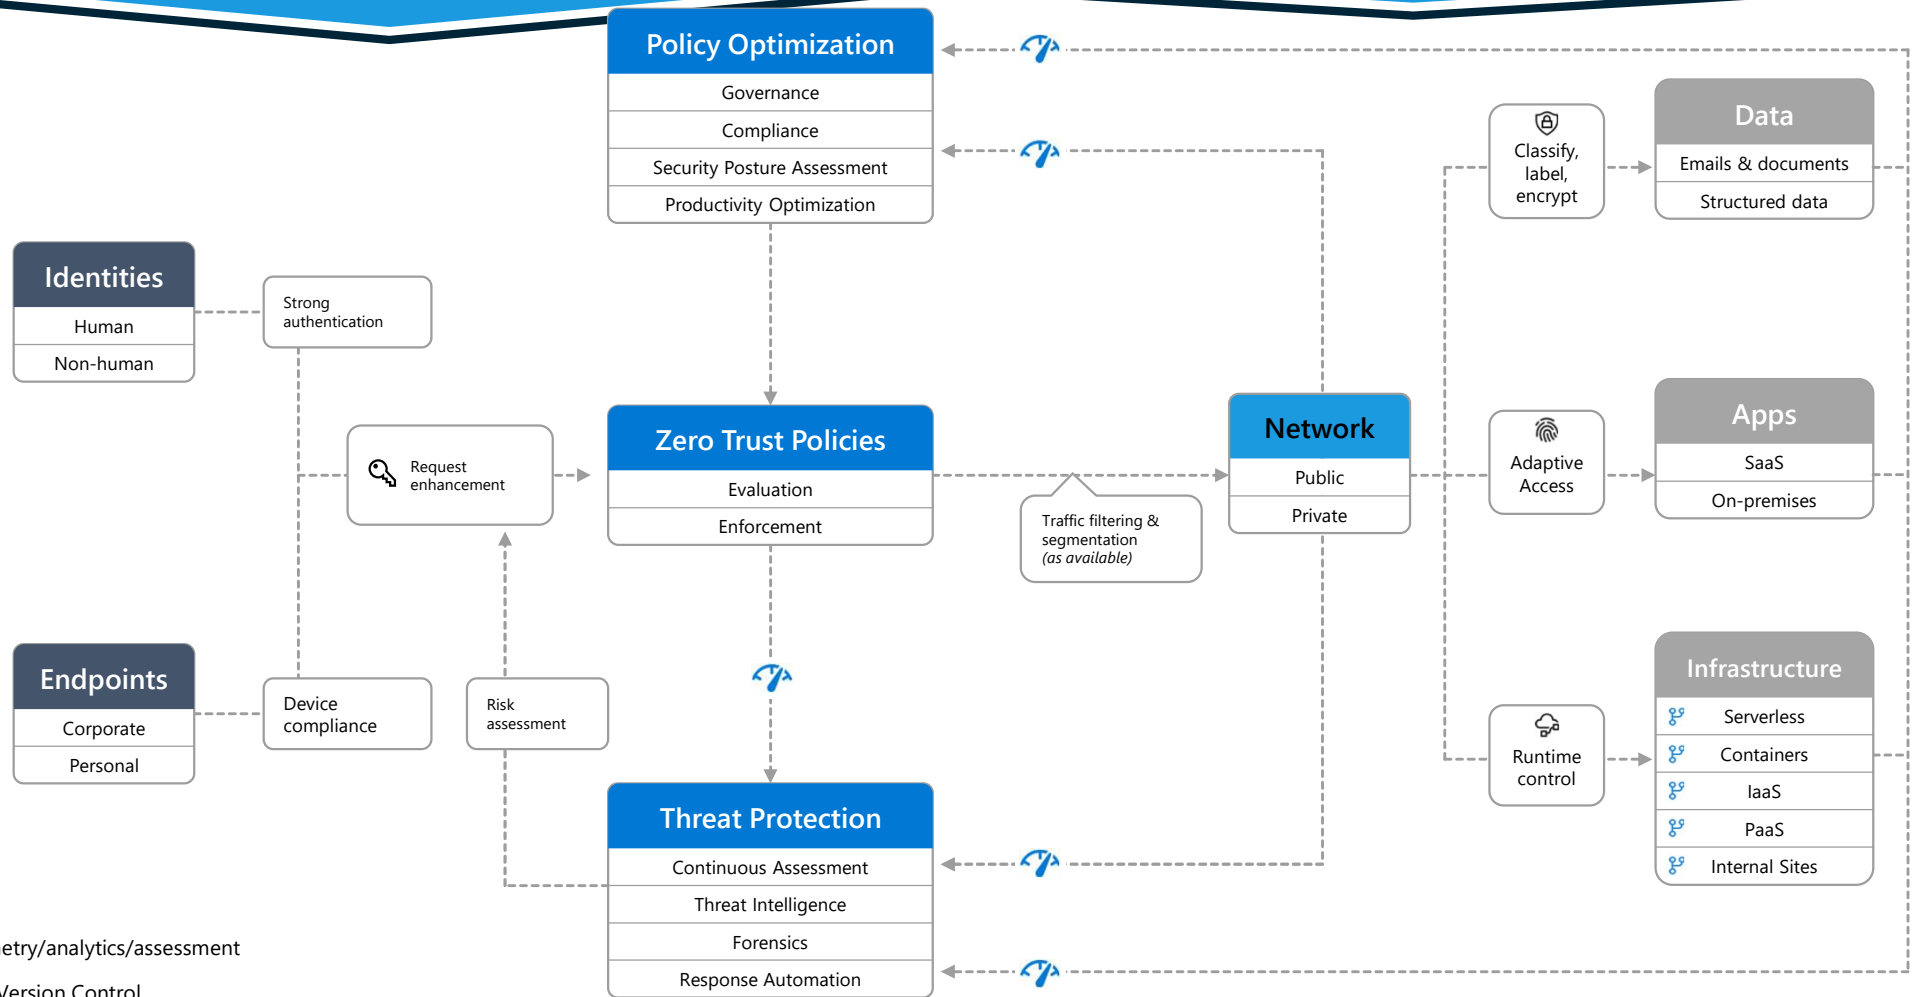 Policy Optimization
Governance
Compliance
Security Posture Assessment
Productivity Optimization
Identities
Human
Non-human
Strong
authentication
Request
enhancement
Zero Trust Policies
Evaluation
Enforcement
Traffic filtering &
segmentation
(as available)
Network
Public
Private
Classify,
label,
encrypt
Data
Emails & documents
Structured data
Adaptive
Access
Apps
SaaS
On-premises
Endpoints
Corporate
Personal
Device
compliance
Risk
assessment
Threat Protection
Continuous Assessment
Threat Intelligence
Forensics
Response Automation
Runtime
control
Infrastructure
Serverless
Containers
IaaS
PaaS
Internal Sites
etry/analytics/assessment
Version Control